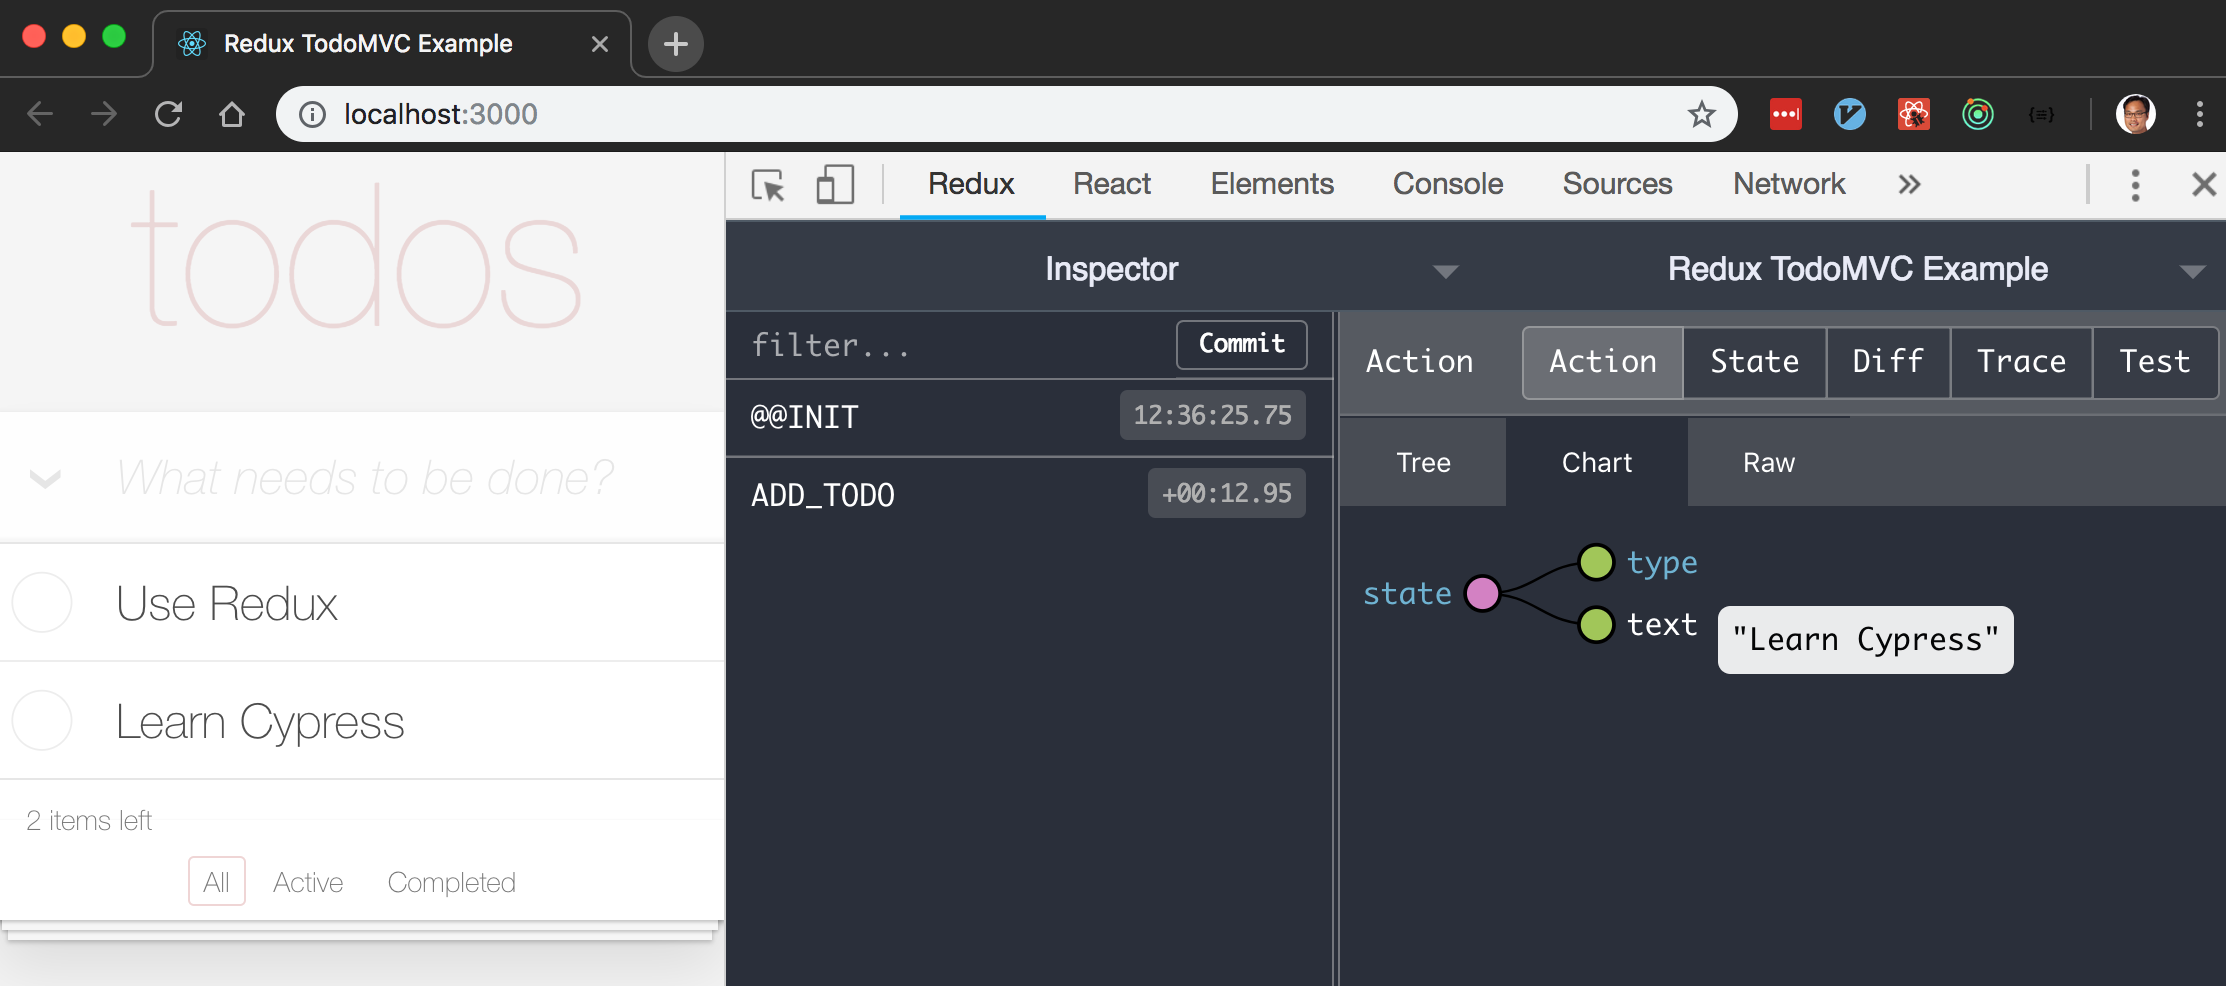 Redux TodoMVC Example
localhost:3000
todos
What needs to be done?
Use Redux
Learn Cypress
2 items left
All Active Completed
Redux React Elements Console Sources Network
Inspector Redux TodoMVC Example
filter... Commit
@@INIT 12:36:25.75
ADD_TODO +00:12.95
Action Action State Diff Trace Test
Tree Chart Raw
state
type
text "Learn Cypress"